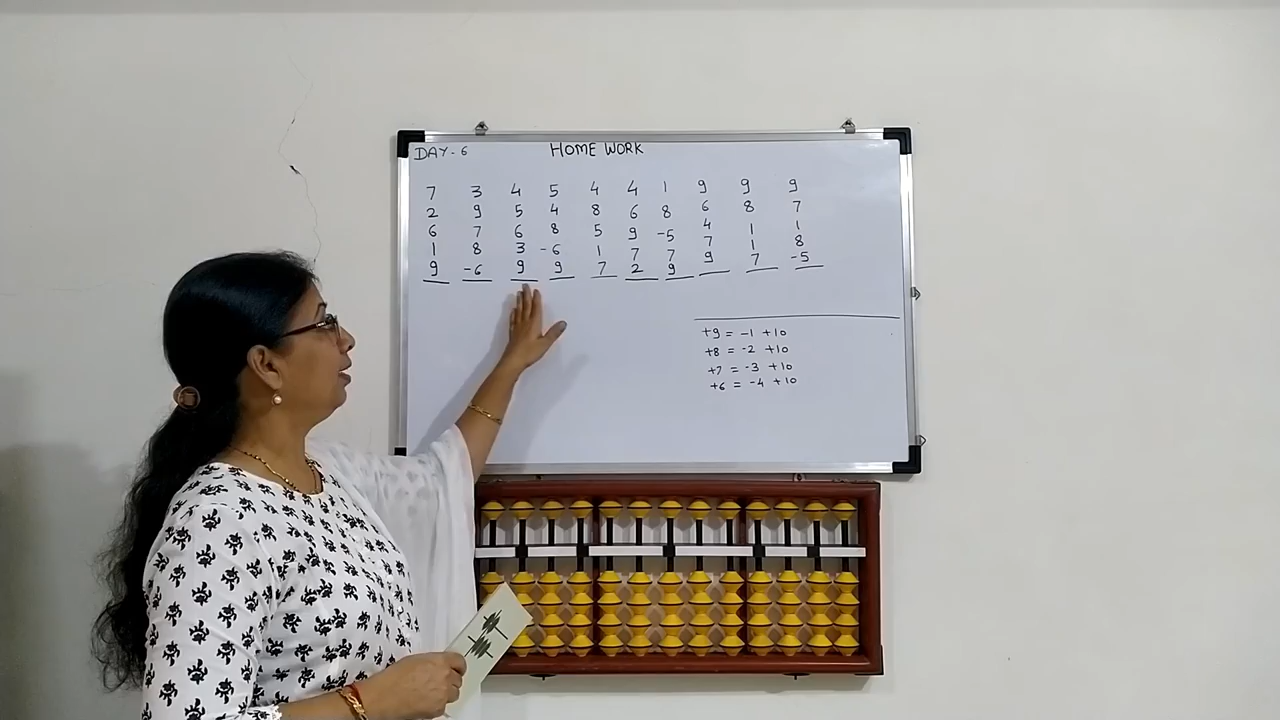 DAY-6 HOME WORK
7 3 4 5 4 4 1 9 9 9
2 9 5 4 8 6 8 6 8 7
6 7 6 8 5 9 -5 4 1 1
1 8 3 -6 1 7 7 7 1 8
9 -6 9 9 7 2 9 9 7 -5
+9 = -1 +10
+8 = -2 +10
+7 = -3 +10
+6 = -4 +10